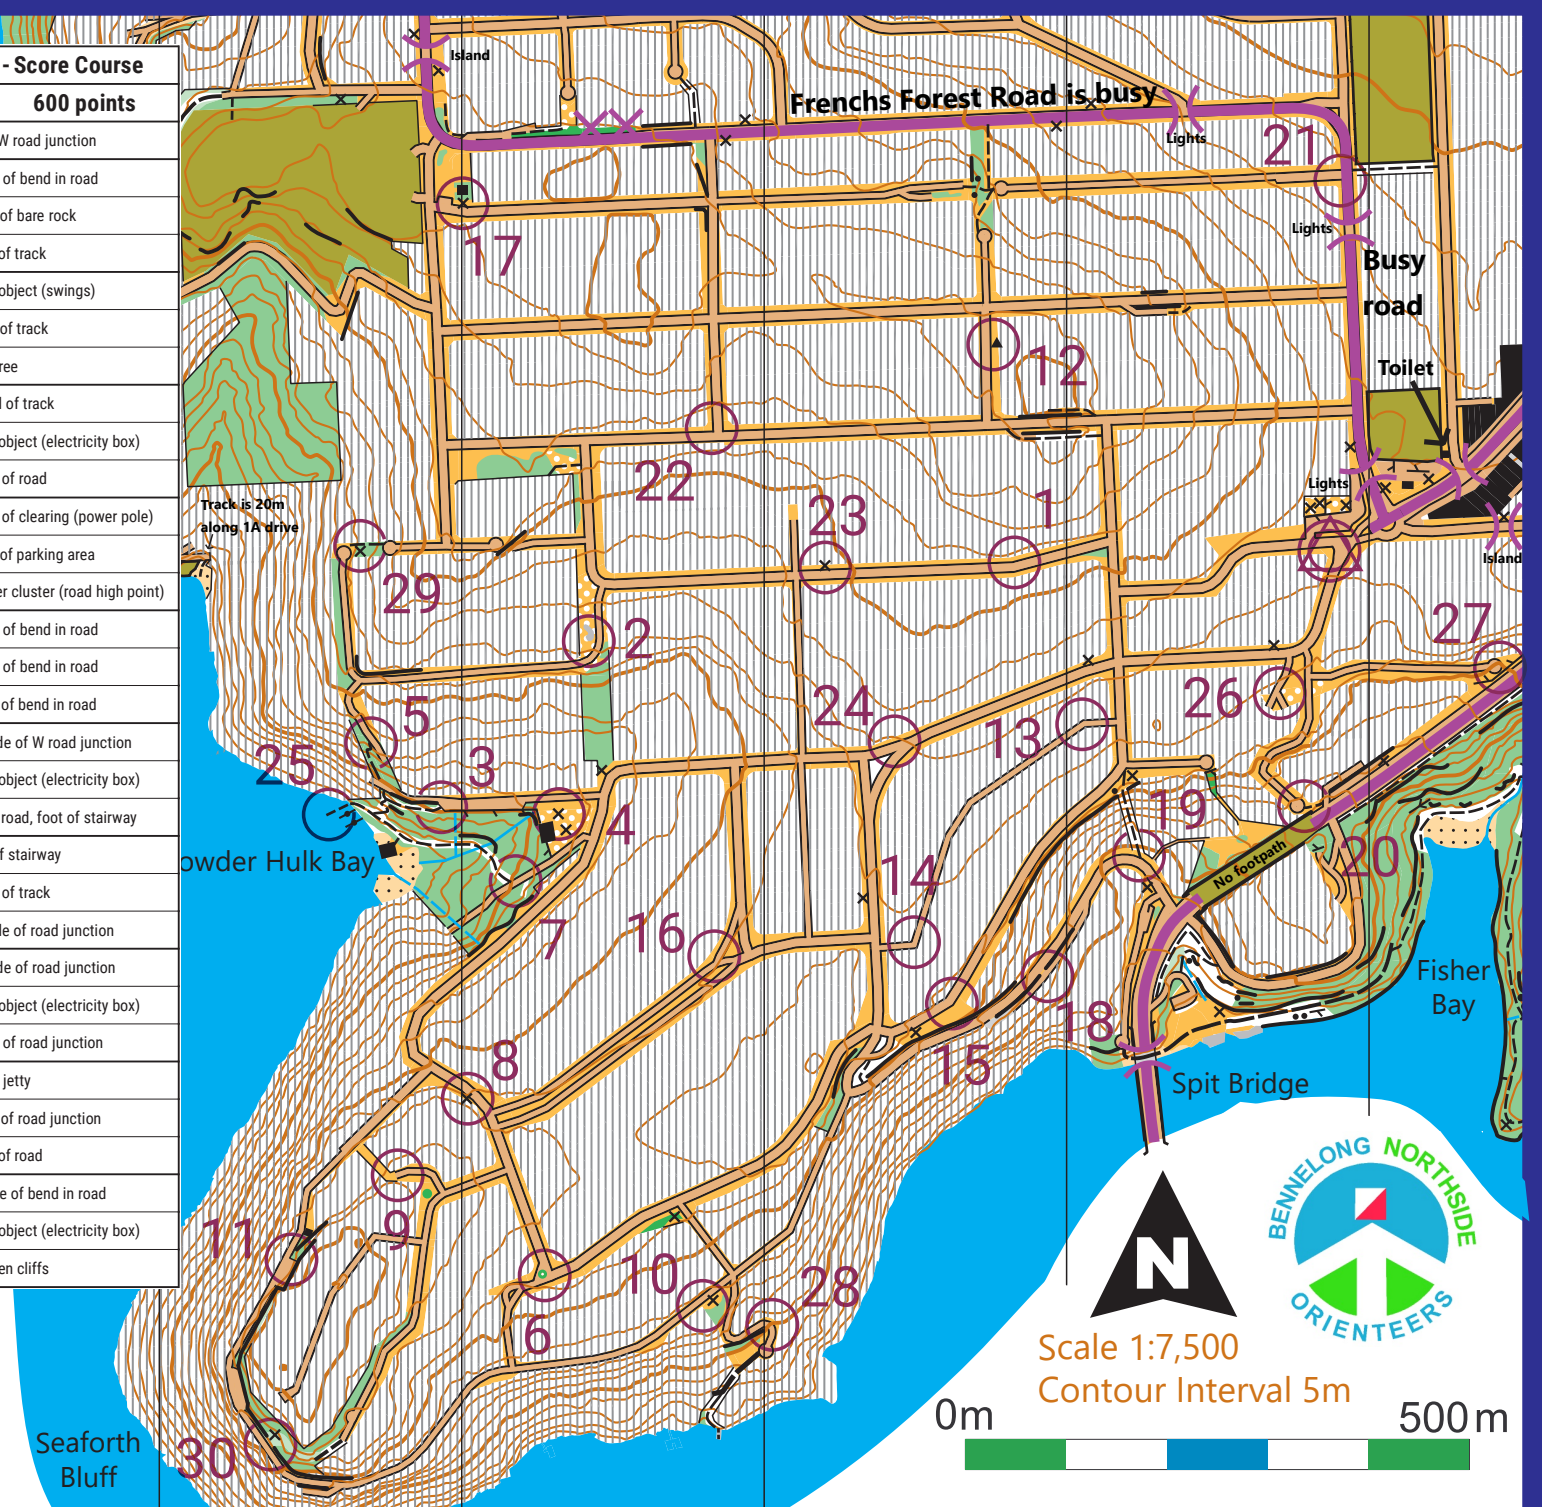 - Score Course
600 points
W road junction
of bend in road
of bare rock
of track
object (swings)
of track
ree
of track
object (electricity box)
of road
of clearing (power pole)
of parking area
er cluster (road high point)
of bend in road
of bend in road
of bend in road
de of W road junction
object (electricity box)
road, foot of stairway
f stairway
of track
le of road junction
de of road junction
object (electricity box)
of road junction
jetty
of road junction
of road
e of bend in road
object (electricity box)
en cliffs
Island
Frenchs Forest Road is busy
Lights
21
Lights
17
Busy
road
Toilet
12
22
Lights
23
1
Track is 20m
along 1A drive
Island
29
2
27
26
24
13
5
25
3
19
4
20
No footpath
owder Hulk Bay
14
16
7
Fisher
Bay
18
15
8
Spit Bridge
11
9
10
28
6
30
Seaforth
Bluff
N
BENNELONG NORTHSIDE
ORIENTEERS
Scale 1:7,500
Contour Interval 5m
0m
500m